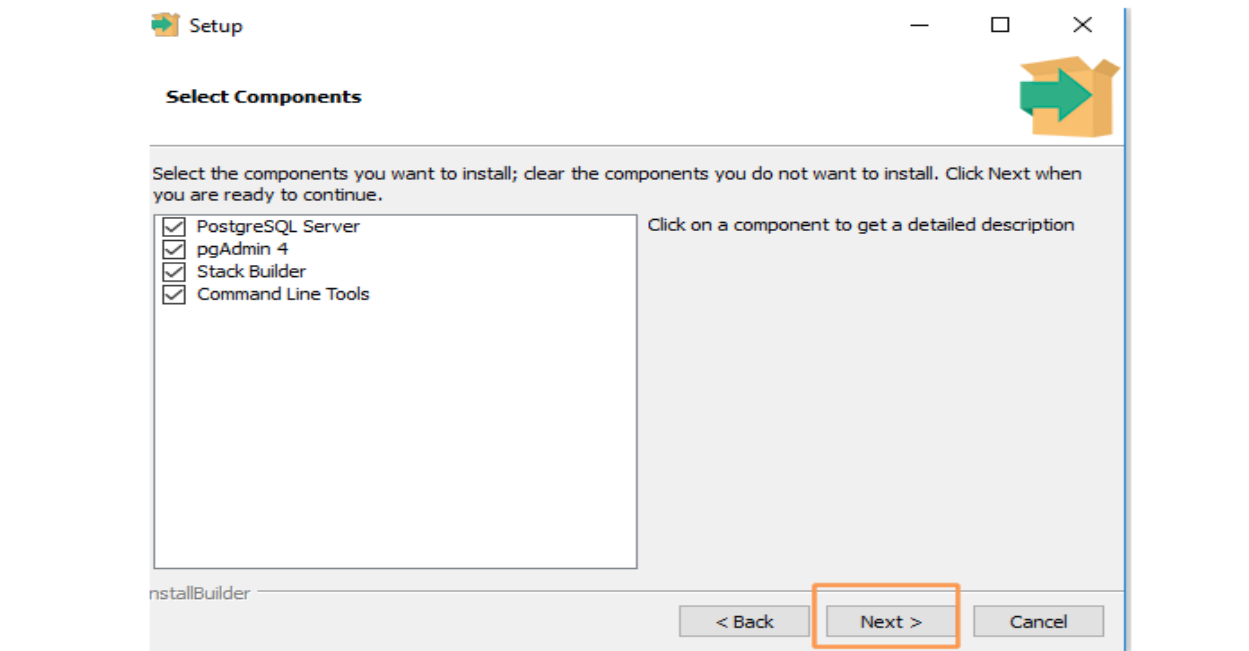 Setup
Select Components
Select the components you want to install; clear the components you do not want to install. Click Next when
you are ready to continue.
PostgreSQL Server
pgAdmin 4
Stack Builder
Command Line Tools
Click on a component to get a detailed description
nstallBuilder
< Back
Next >
Cancel